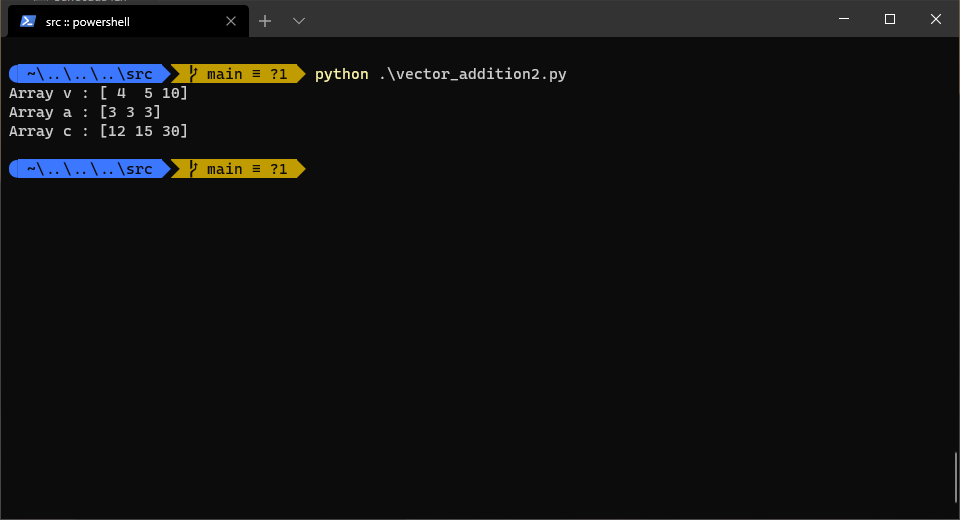 src :: powershell
~\..\..\..\src main ≡ ?1 python .\vector_addition2.py
Array v : [ 4  5 10]
Array a : [3 3 3]
Array c : [12 15 30]
~\..\..\..\src main ≡ ?1